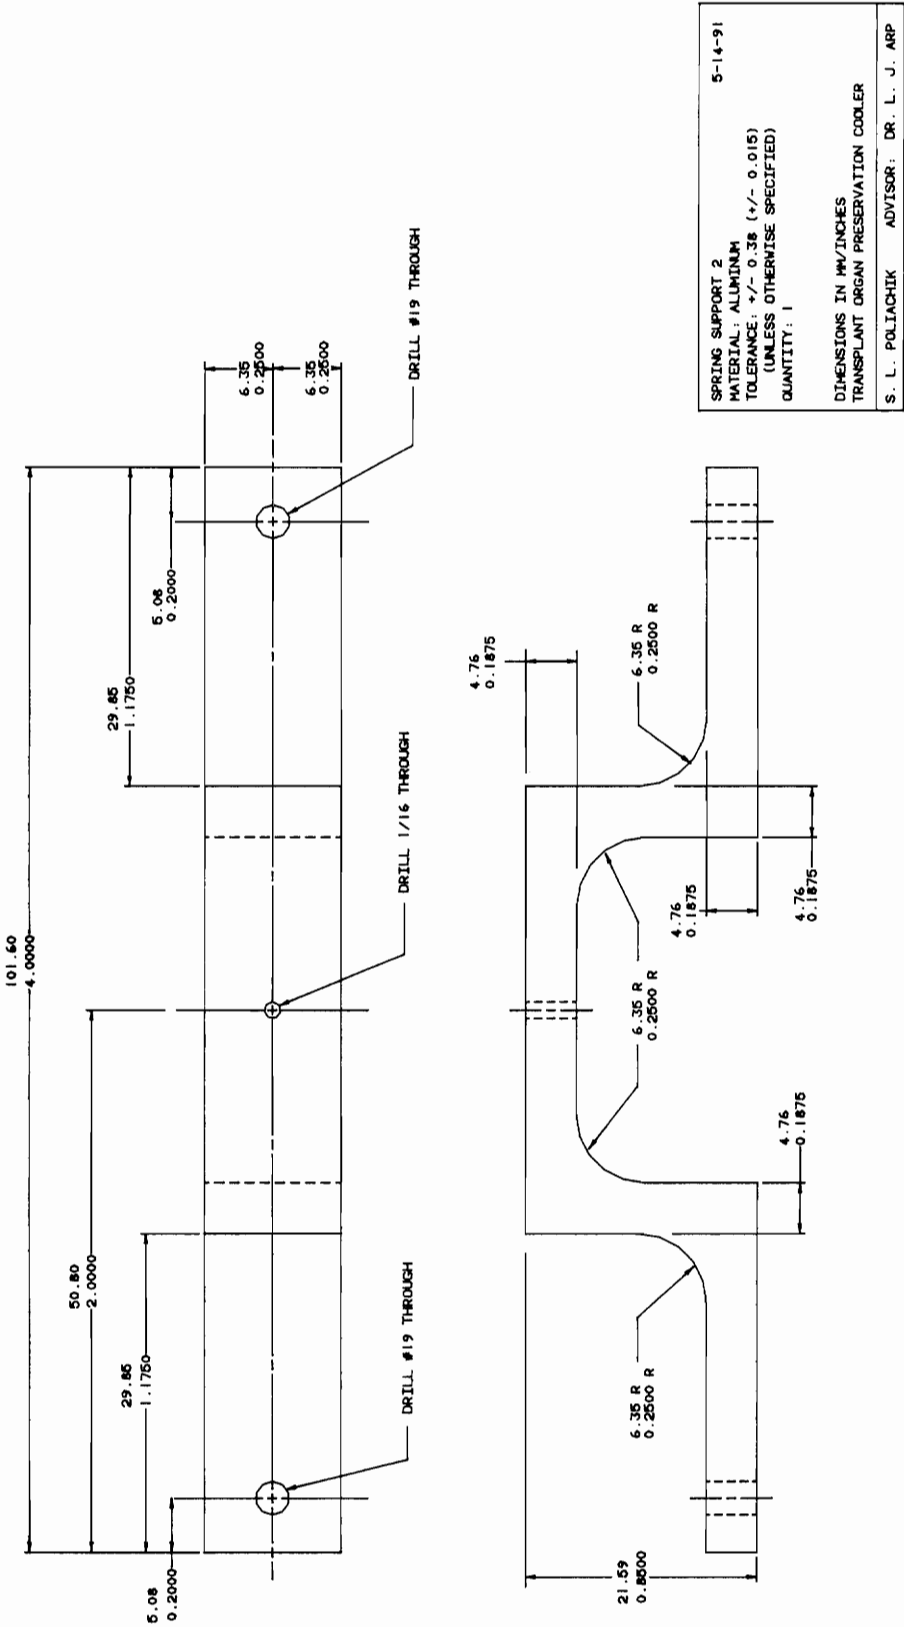 101.60
4.0000
50.80
2.0000
29.85
1.1750
29.85
1.1750
5.08
0.2000
5.08
0.2000
6.35
0.2500
6.35
0.2500
DRILL #19 THROUGH
DRILL 1/16 THROUGH
DRILL #19 THROUGH
21.59
0.8500
6.35 R
0.2500 R
4.76
0.1875
6.35 R
0.2500 R
4.76
0.1875
4.76
0.1875
4.76
0.1875
6.35 R
0.2500 R
SPRING SUPPORT 2 5-14-91
MATERIAL: ALUMINUM
TOLERANCE: +/- 0.38 (+/- 0.015)
(UNLESS OTHERWISE SPECIFIED)
QUANTITY: 1
DIMENSIONS IN MM/INCHES
TRANSPLANT ORGAN PRESERVATION COOLER
S. L. POLIACHIK ADVISOR: DR. L. J. ARP